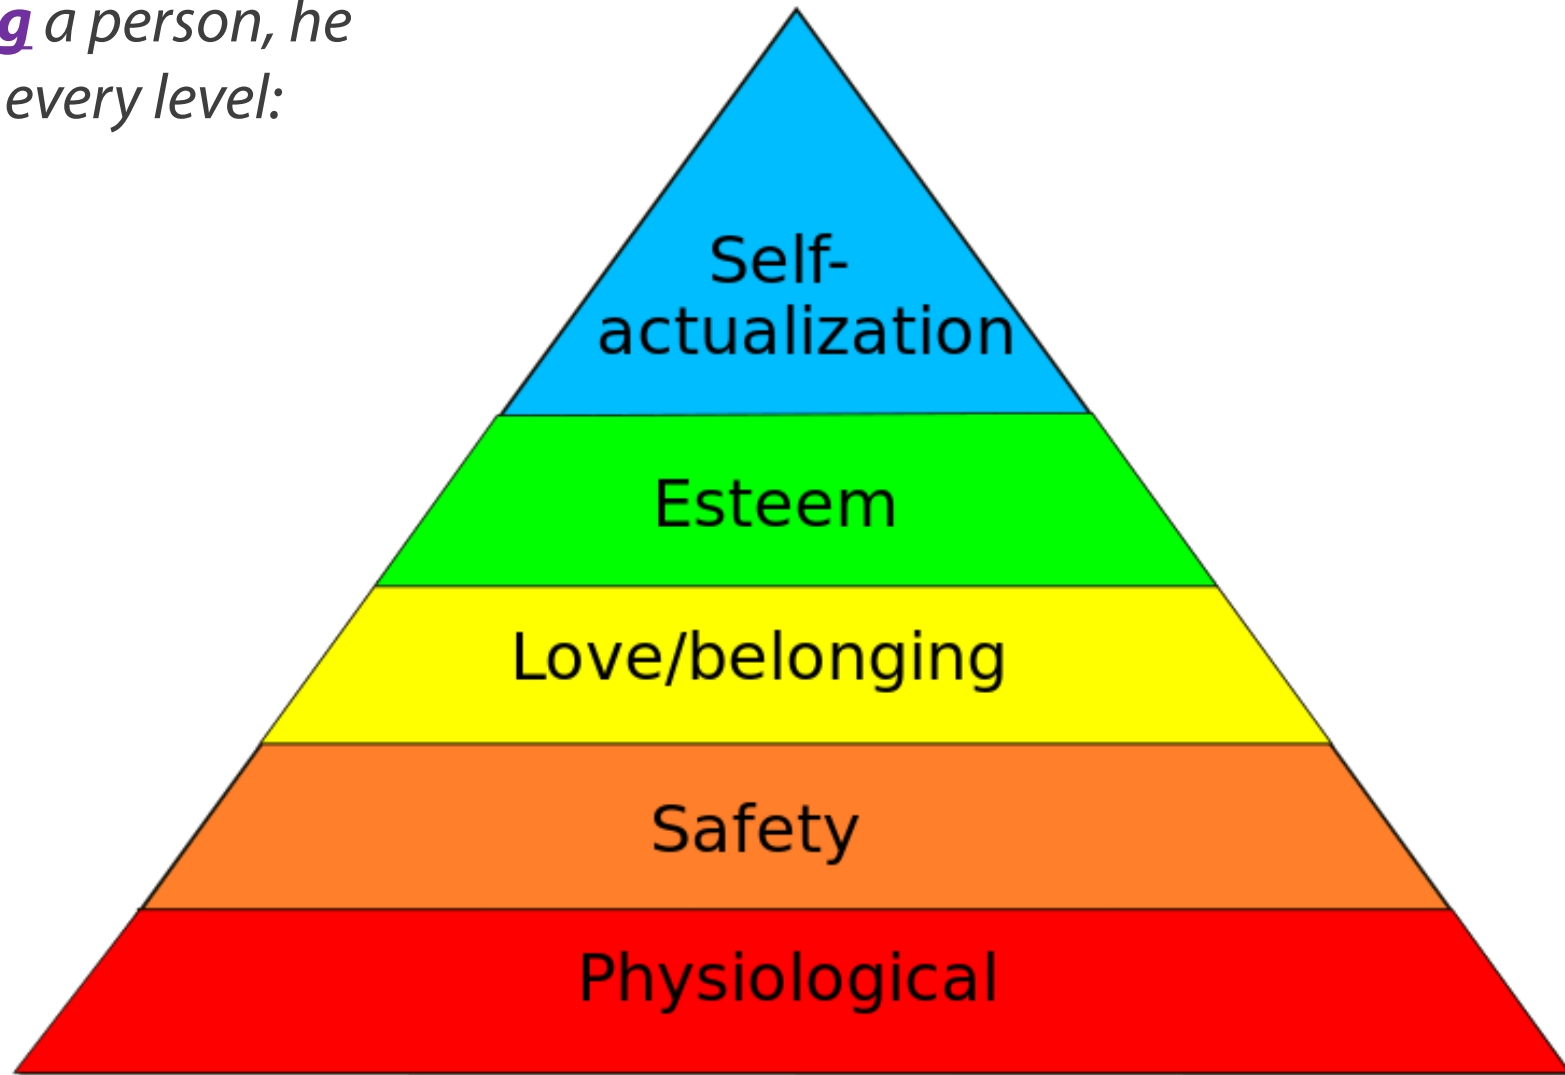 g a person, he
every level:
Self-
actualization
Esteem
Love/belonging
Safety
Physiological